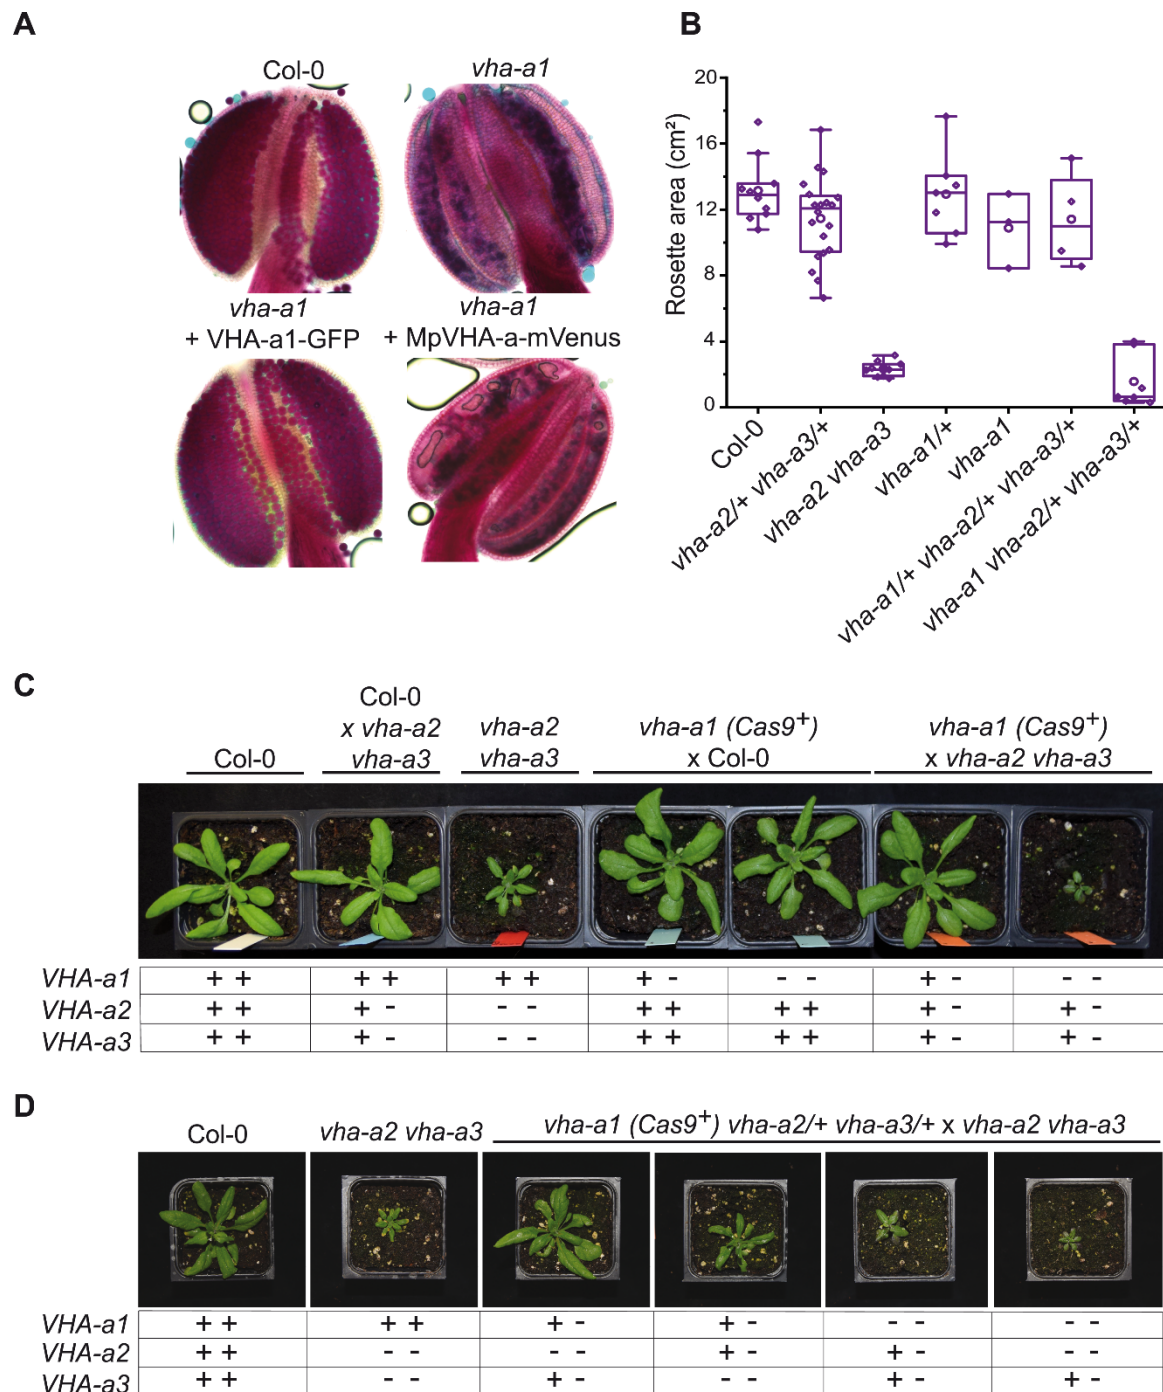 A
Col-0
vha-a1
vha-a1
+ VHA-a1-GFP
vha-a1
+ MpVHA-a-mVenus
B
Rosette area (cm²)
20
16
12
8
4
0
Col-0
vha-a2/+ vha-a3/+
vha-a2 vha-a3
vha-a1/+
vha-a1
vha-a1/+ vha-a2/+ vha-a3/+
vha-a1 vha-a2/+ vha-a3/+
C
Col-0
Col-0
x vha-a2
vha-a3
vha-a2
vha-a3
vha-a1 (Cas9⁺)
x Col-0
vha-a1 (Cas9⁺)
x vha-a2 vha-a3
VHA-a1 + + + + + + + - - - + - - -
VHA-a2 + + + - - - + + + + + - + -
VHA-a3 + + + - - - + + + + + - + -
D
Col-0
vha-a2 vha-a3
vha-a1 (Cas9⁺) vha-a2/+ vha-a3/+ x vha-a2 vha-a3
VHA-a1 + + + + + - + - - - - -
VHA-a2 + + - - - - + - + - - -
VHA-a3 + + - - + - - - + - + -